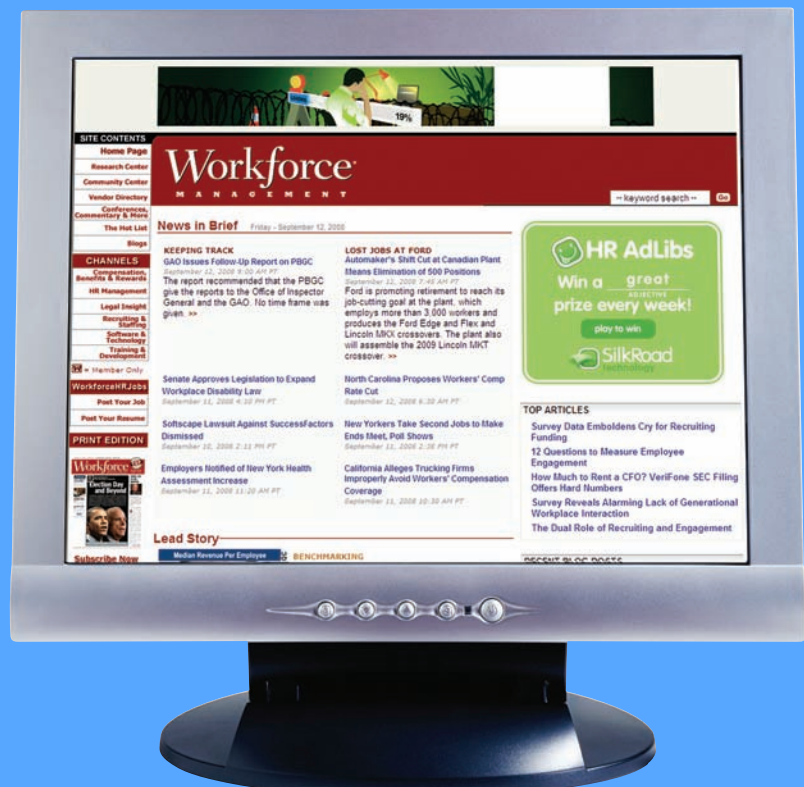 19%
SITE CONTENTS
Home Page
Research Center
Community Center
Vendor Directory
Conferences,
Commentary & More
The Hot List
Blogs
CHANNELS
Compensation,
Benefits & Rewards
HR Management
Legal Insight
Recruiting &
Staffing
Software &
Technology
Training &
Development
= Member Only
WorkforceHRJobs
Post Your Job
Post Your Resume
PRINT EDITION
Workforce
Election Day
and Beyond
Subscribe Now
Workforce
MANAGEMENT
-- keyword search --
Go
News in Brief Friday - September 12, 2008
KEEPING TRACK
GAO Issues Follow-Up Report on PBGC
September 12, 2008 9:00 AM PT
The report recommended that the PBGC
give the reports to the Office of Inspector
General and the GAO. No time frame was
given. >>
LOST JOBS AT FORD
Automaker's Shift Cut at Canadian Plant
Means Elimination of 500 Positions
September 12, 2008 7:45 AM PT
Ford is promoting retirement to reach its
job-cutting goal at the plant, which
employs more than 3,000 workers and
produces the Ford Edge and Flex and
Lincoln MKX crossovers. The plant also
will assemble the 2009 Lincoln MKT
crossover. >>
Senate Approves Legislation to Expand
Workplace Disability Law
September 11, 2008 4:10 PM PT
North Carolina Proposes Workers' Comp
Rate Cut
September 12, 2008 6:30 AM PT
Softscape Lawsuit Against SuccessFactors
Dismissed
September 10, 2008 2:11 PM PT
New Yorkers Take Second Jobs to Make
Ends Meet, Poll Shows
September 11, 2008 2:38 PM PT
Employers Notified of New York Health
Assessment Increase
September 11, 2008 11:20 AM PT
California Alleges Trucking Firms
Improperly Avoid Workers' Compensation
Coverage
September 11, 2008 10:30 AM PT
Lead Story
Median Revenue Per Employee
BENCHMARKING
HR AdLibs
Win a great
ADJECTIVE
prize every week!
play to win
SilkRoad
technology
TOP ARTICLES
Survey Data Emboldens Cry for Recruiting
Funding
12 Questions to Measure Employee
Engagement
How Much to Rent a CFO? VeriFone SEC Filing
Offers Hard Numbers
Survey Reveals Alarming Lack of Generational
Workplace Interaction
The Dual Role of Recruiting and Engagement
RECENT BLOG POSTS